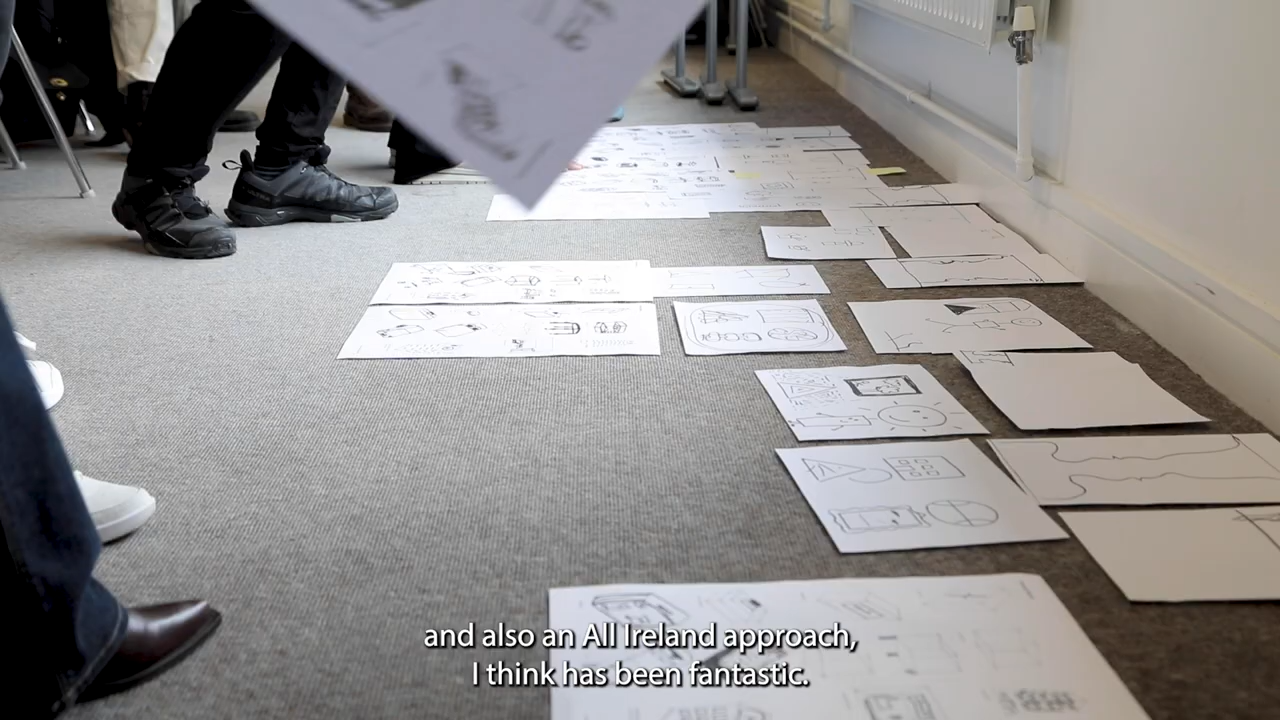 and also an All Ireland approach,
I think has been fantastic.